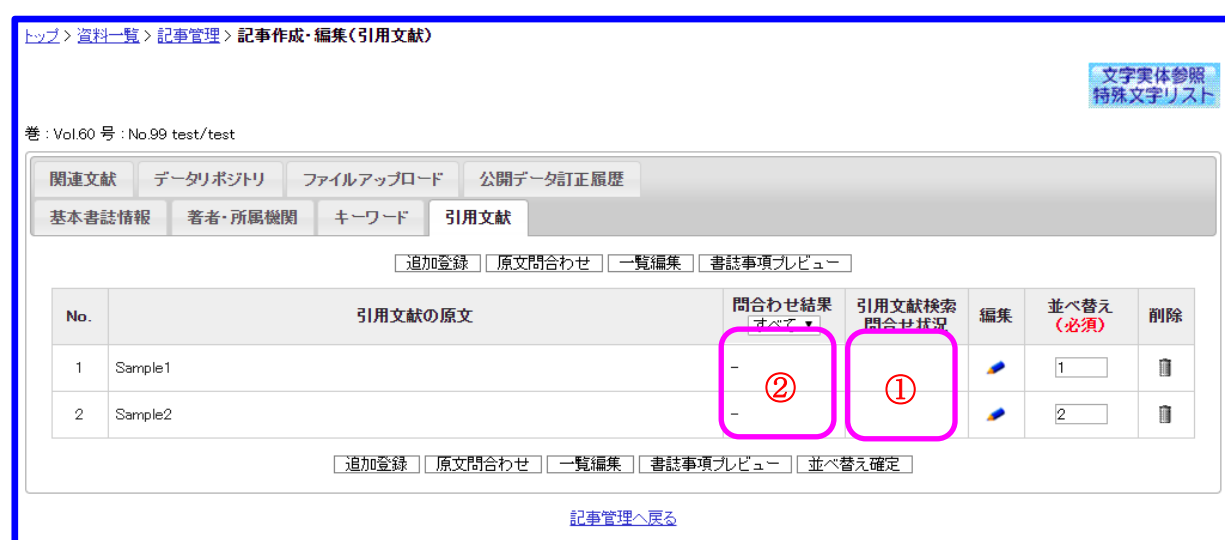 トップ > 資料一覧 > 記事管理 > 記事作成・編集(引用文献)
文字実体参照
特殊文字リスト
巻 : Vol.60 号 : No.99 test/test
関連文献 データリポジトリ ファイルアップロード 公開データ訂正履歴
基本書誌情報 著者・所属機関 キーワード 引用文献
追加登録 原文問合わせ 一覧編集 書誌事項プレビュー
No. 引用文献の原文 問合わせ結果 すべて▼ 引用文献検索 問合せ状況 編集 並べ替え (必須) 削除
1 Sample1 - 1
② ①
2 Sample2 - 2
追加登録 原文問合わせ 一覧編集 書誌事項プレビュー 並べ替え確定
記事管理へ戻る